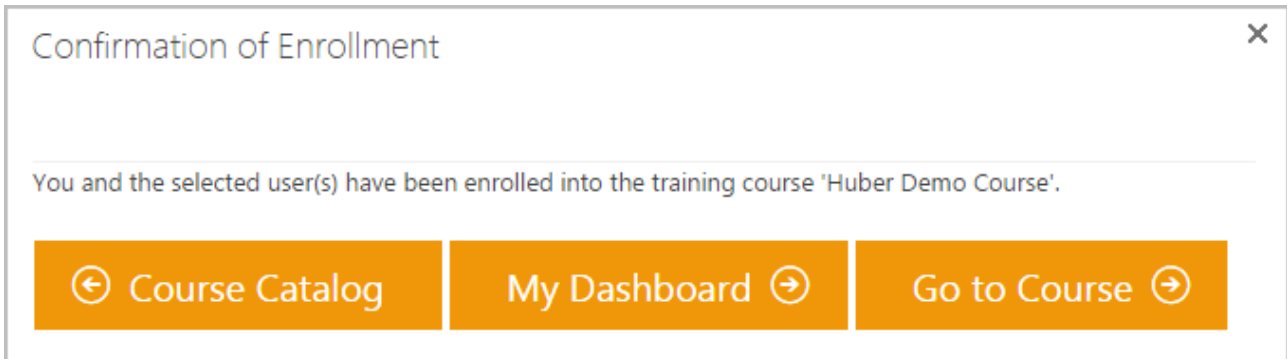 Confirmation of Enrollment
You and the selected user(s) have been enrolled into the training course 'Huber Demo Course'.
Course Catalog
My Dashboard
Go to Course